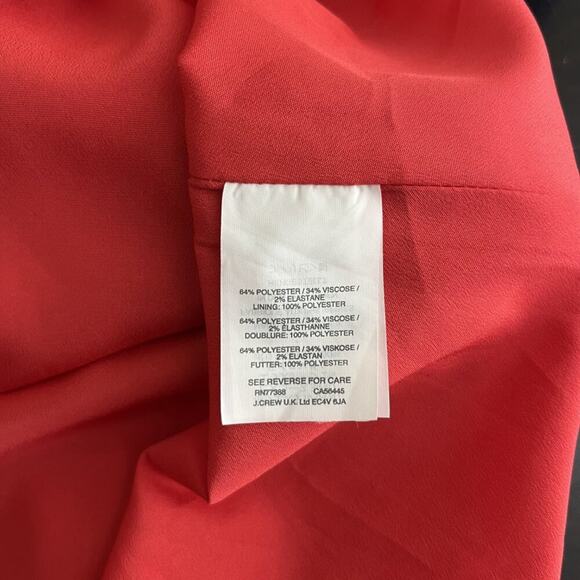 64% POLYESTER / 34% VISCOSE /
2% ELASTANE
LINING: 100% POLYESTER
64% POLYESTER / 34% VISCOSE /
2% ÉLASTHANNE
DOUBLURE: 100% POLYESTER
64% POLYESTER / 34% VISKOSE /
2% ELASTAN
FUTTER: 100% POLYESTER
SEE REVERSE FOR CARE
RN77388 CA56445
J.CREW U.K. Ltd EC4V 6JA